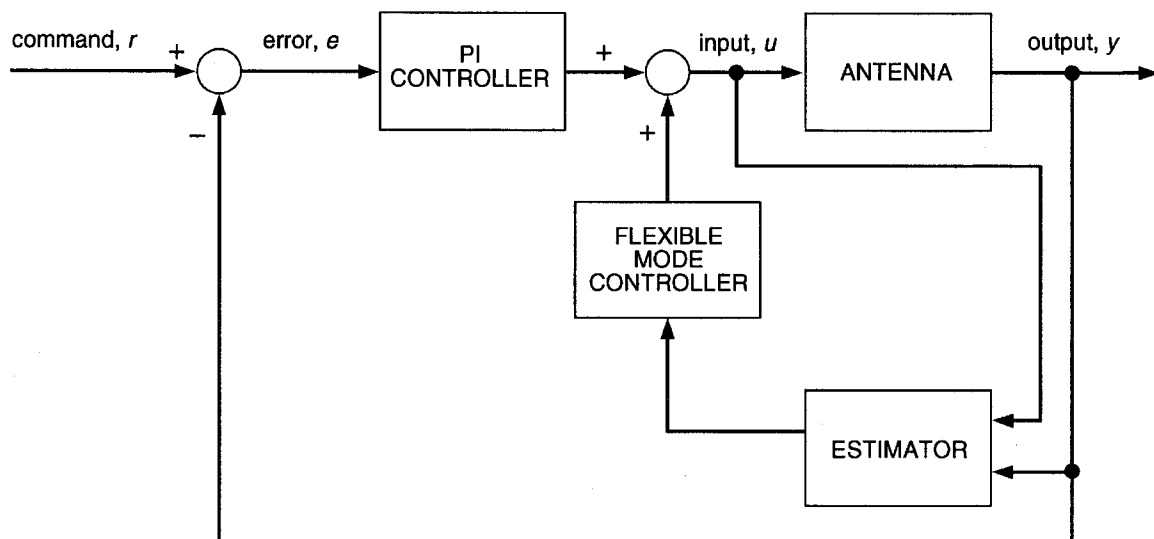 command, r
+
error, e
PI
CONTROLLER
+
input, u
ANTENNA
output, y
−
+
FLEXIBLE
MODE
CONTROLLER
ESTIMATOR